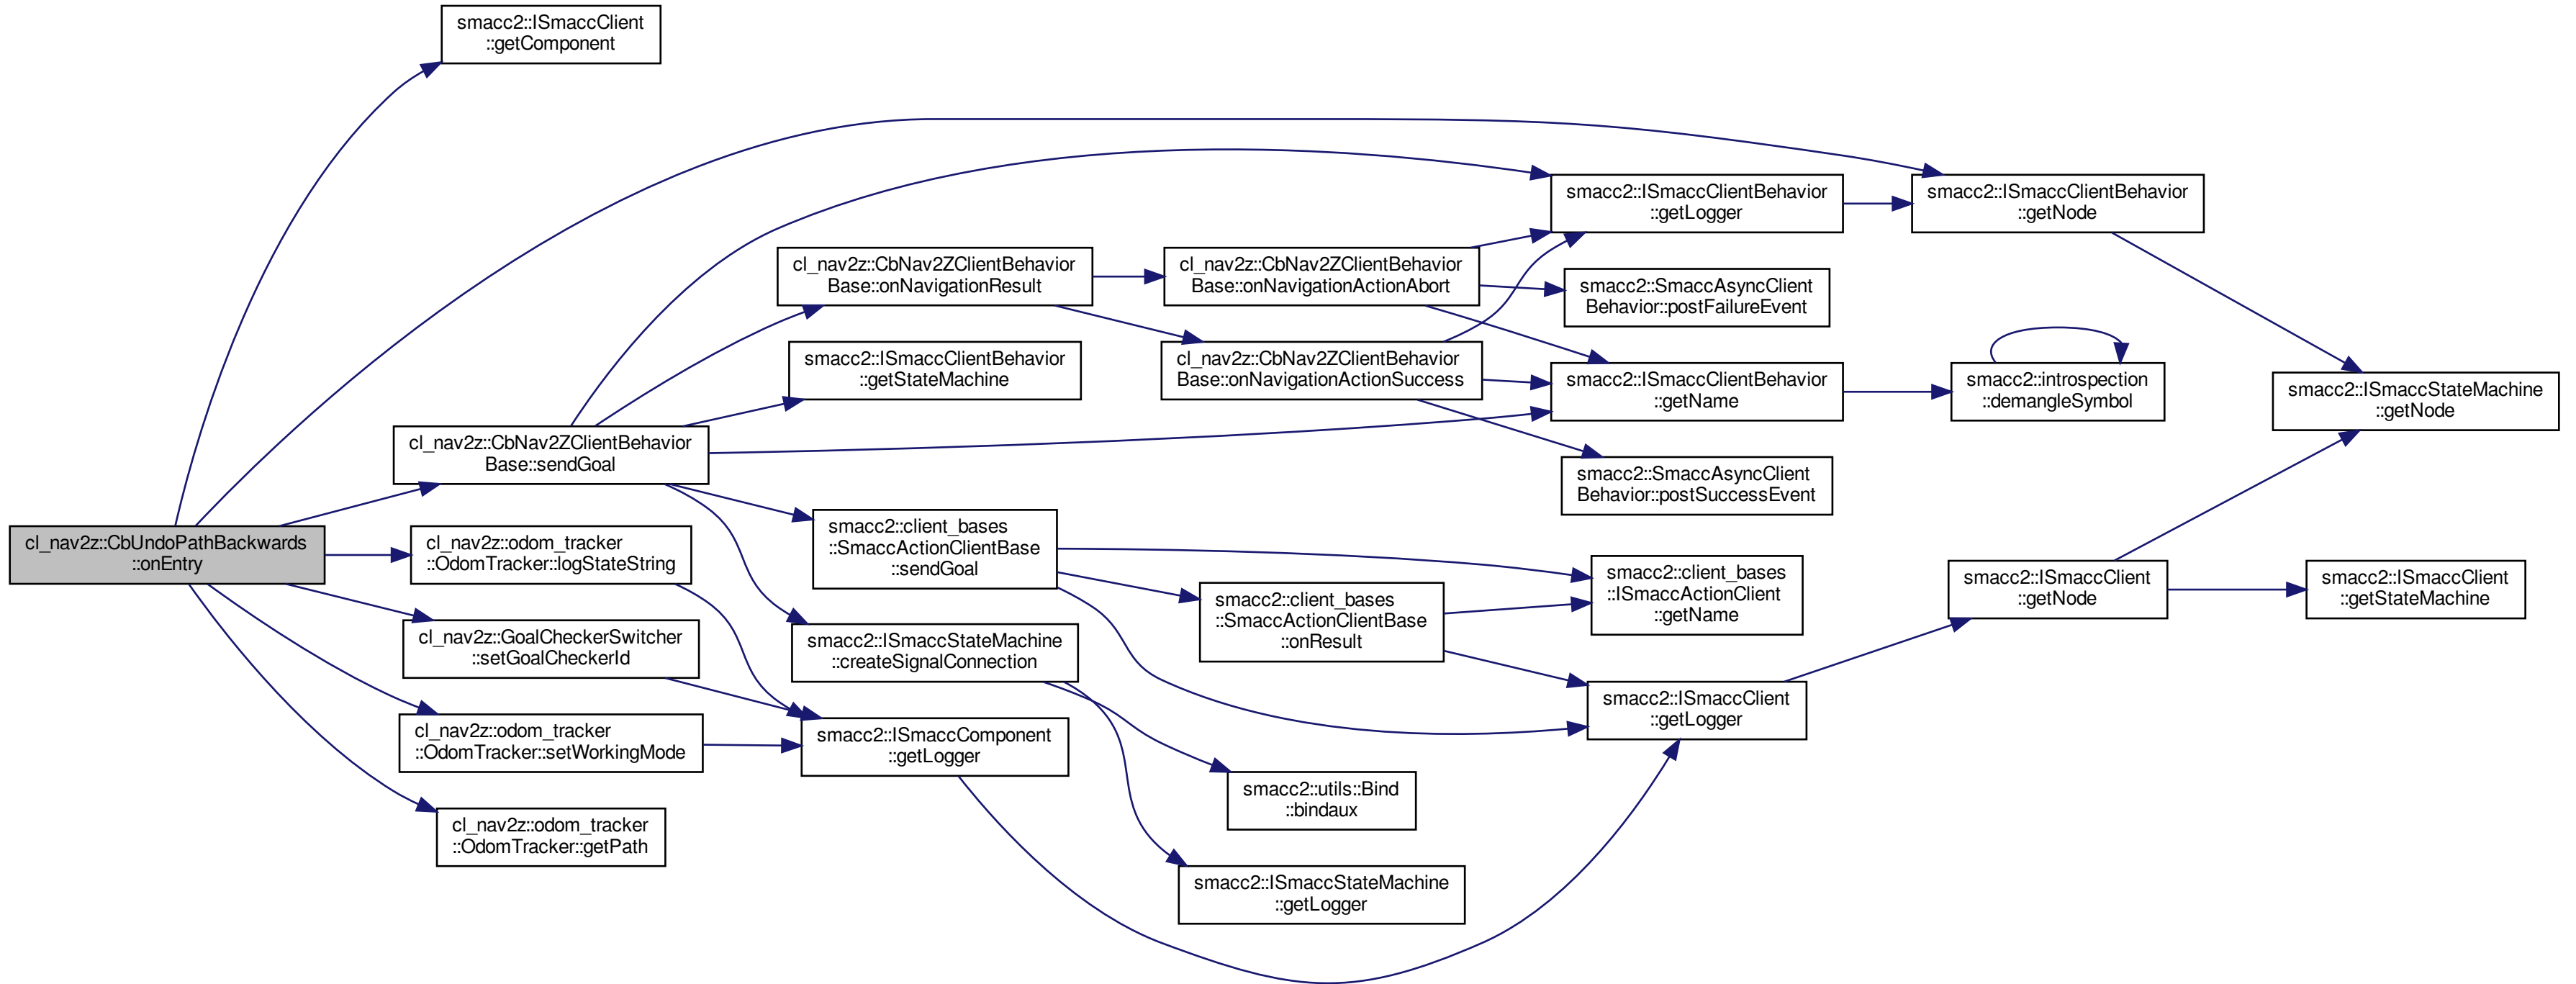 smacc2::ISmaccClient
::getComponent
smacc2::ISmaccClientBehavior
::getLogger
smacc2::ISmaccClientBehavior
::getNode
cl_nav2z::CbNav2ZClientBehavior
Base::onNavigationResult
cl_nav2z::CbNav2ZClientBehavior
Base::onNavigationActionAbort
smacc2::SmaccAsyncClient
Behavior::postFailureEvent
smacc2::ISmaccClientBehavior
::getStateMachine
cl_nav2z::CbNav2ZClientBehavior
Base::onNavigationActionSuccess
smacc2::ISmaccClientBehavior
::getName
smacc2::introspection
::demangleSymbol
smacc2::ISmaccStateMachine
::getNode
cl_nav2z::CbNav2ZClientBehavior
Base::sendGoal
smacc2::SmaccAsyncClient
Behavior::postSuccessEvent
cl_nav2z::CbUndoPathBackwards
::onEntry
cl_nav2z::odom_tracker
::OdomTracker::logStateString
smacc2::client_bases
::SmaccActionClientBase
::sendGoal
smacc2::client_bases
::ISmaccActionClient
::getName
smacc2::ISmaccClient
::getNode
smacc2::ISmaccClient
::getStateMachine
smacc2::client_bases
::SmaccActionClientBase
::onResult
cl_nav2z::GoalCheckerSwitcher
::setGoalCheckerId
smacc2::ISmaccStateMachine
::createSignalConnection
smacc2::ISmaccClient
::getLogger
cl_nav2z::odom_tracker
::OdomTracker::setWorkingMode
smacc2::ISmaccComponent
::getLogger
smacc2::utils::Bind
::bindaux
cl_nav2z::odom_tracker
::OdomTracker::getPath
smacc2::ISmaccStateMachine
::getLogger